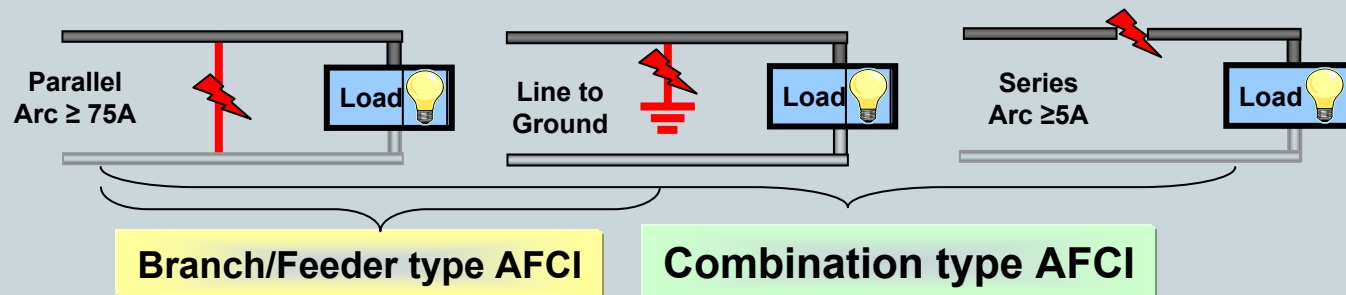 Parallel
Arc ≥ 75A
Load
Line to
Ground
Load
Series
Arc ≥5A
Load
Branch/Feeder type AFCI
Combination type AFCI